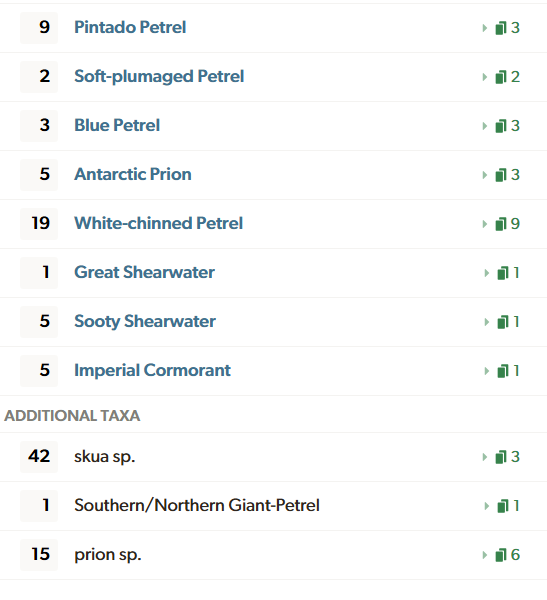 9 Pintado Petrel 3
2 Soft-plumaged Petrel 2
3 Blue Petrel 3
5 Antarctic Prion 3
19 White-chinned Petrel 9
1 Great Shearwater 1
5 Sooty Shearwater 1
5 Imperial Cormorant 1
ADDITIONAL TAXA
42 skua sp. 3
1 Southern/Northern Giant-Petrel 1
15 prion sp. 6